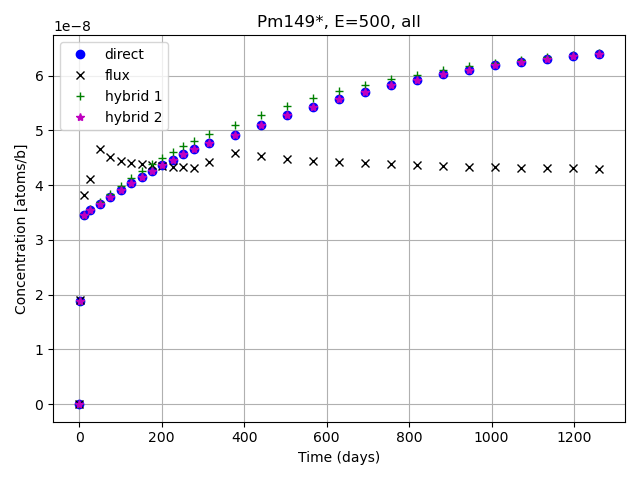 Pm149*, E=500, all
1e−8
direct
flux
hybrid 1
hybrid 2
6
5
4
3
2
1
0
Concentration [atoms/b]
0 200 400 600 800 1000 1200
Time (days)